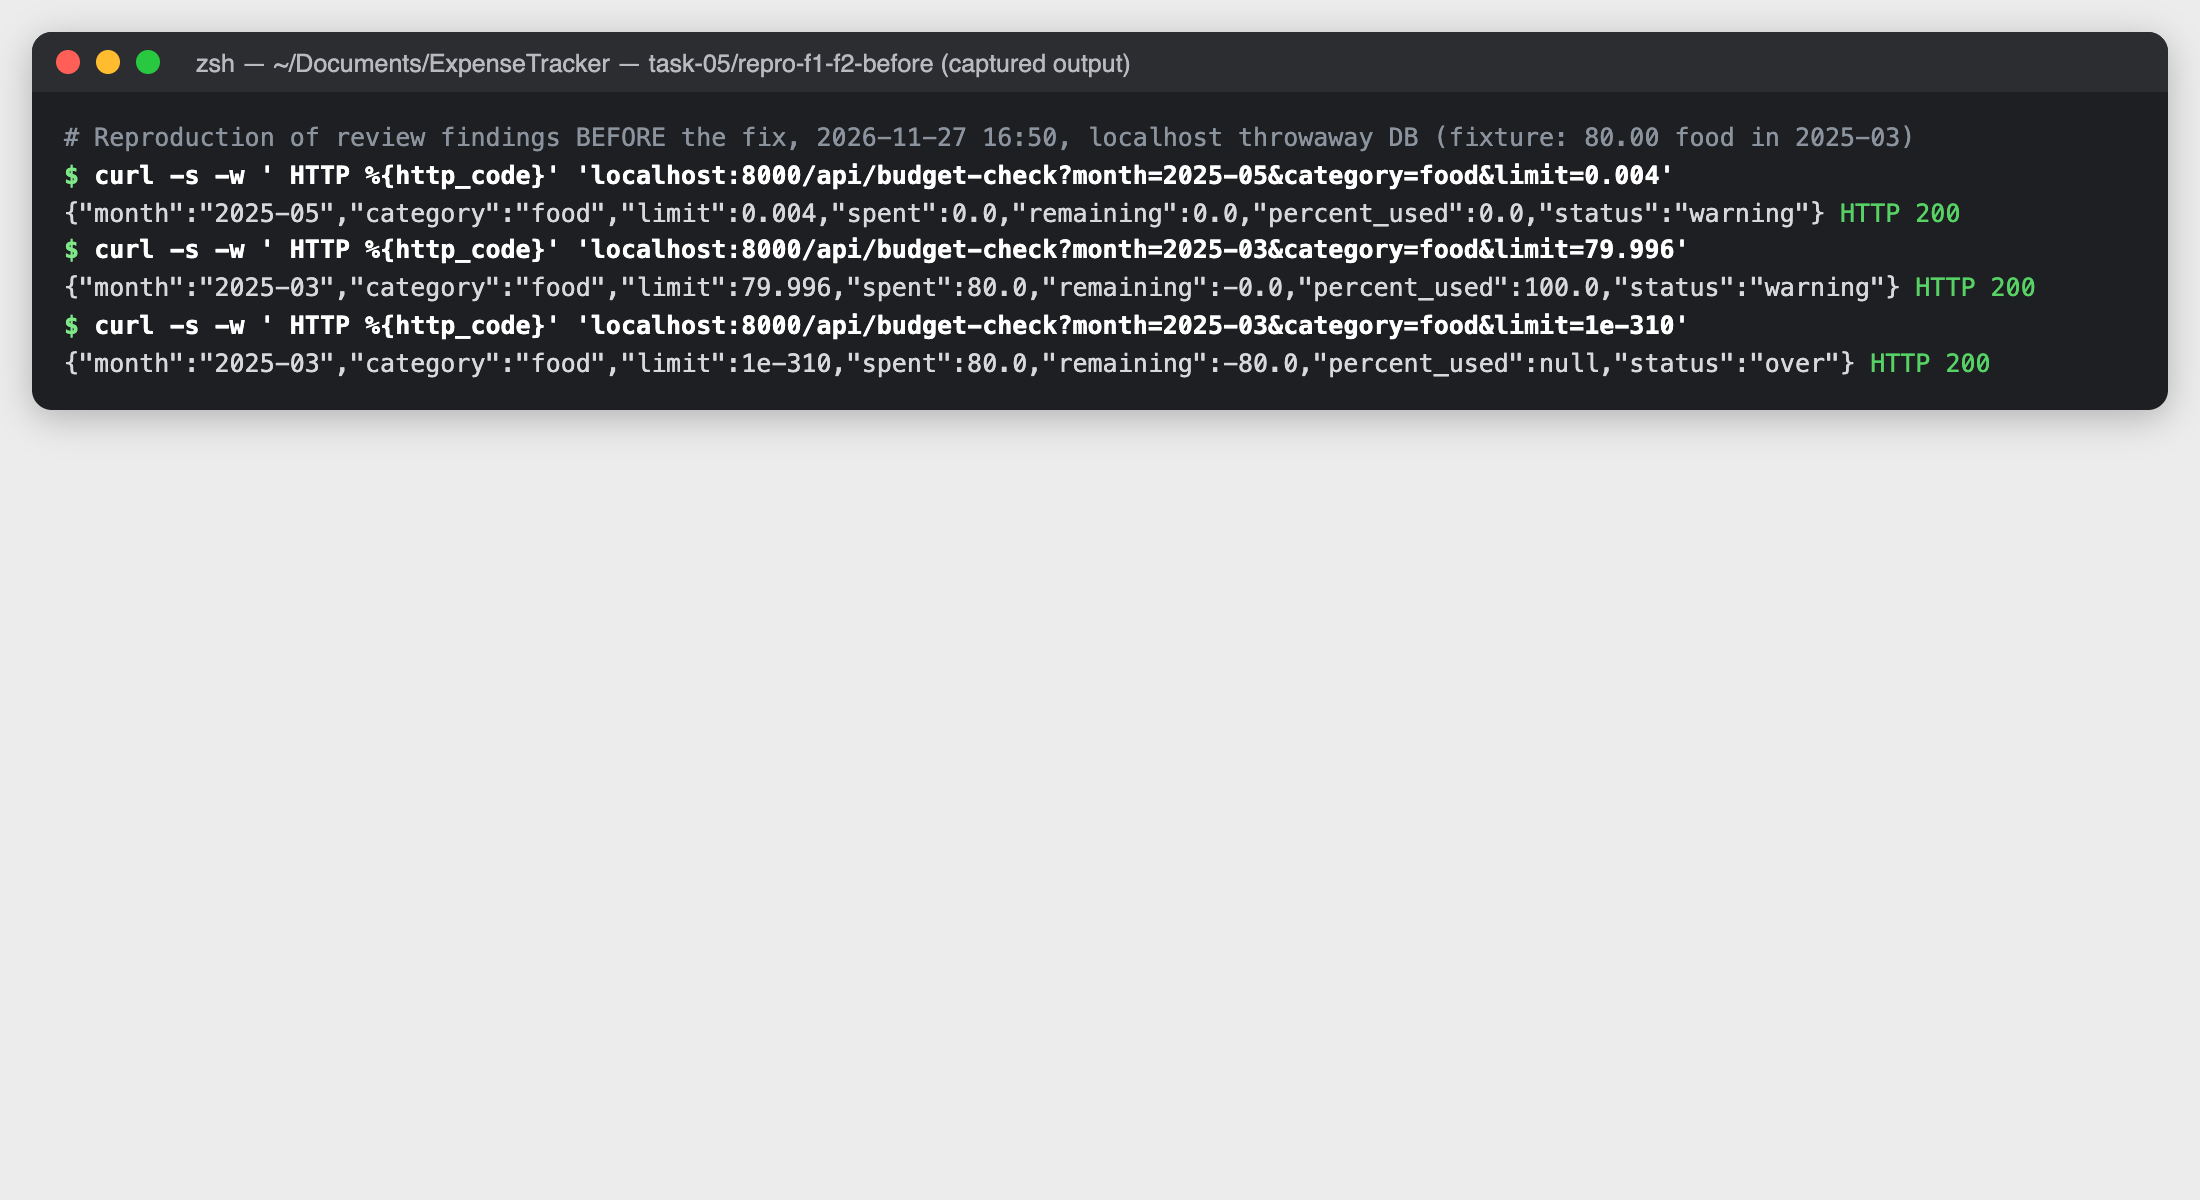 zsh — ~/Documents/ExpenseTracker — task-05/repro-f1-f2-before (captured output)
# Reproduction of review findings BEFORE the fix, 2026-11-27 16:50, localhost throwaway DB (fixture: 80.00 food in 2025-03)
$ curl -s -w ' HTTP %{http_code}' 'localhost:8000/api/budget-check?month=2025-05&category=food&limit=0.004'
{"month":"2025-05","category":"food","limit":0.004,"spent":0.0,"remaining":0.0,"percent_used":0.0,"status":"warning"} HTTP 200
$ curl -s -w ' HTTP %{http_code}' 'localhost:8000/api/budget-check?month=2025-03&category=food&limit=79.996'
{"month":"2025-03","category":"food","limit":79.996,"spent":80.0,"remaining":-0.0,"percent_used":100.0,"status":"warning"} HTTP 200
$ curl -s -w ' HTTP %{http_code}' 'localhost:8000/api/budget-check?month=2025-03&category=food&limit=1e-310'
{"month":"2025-03","category":"food","limit":1e-310,"spent":80.0,"remaining":-80.0,"percent_used":null,"status":"over"} HTTP 200